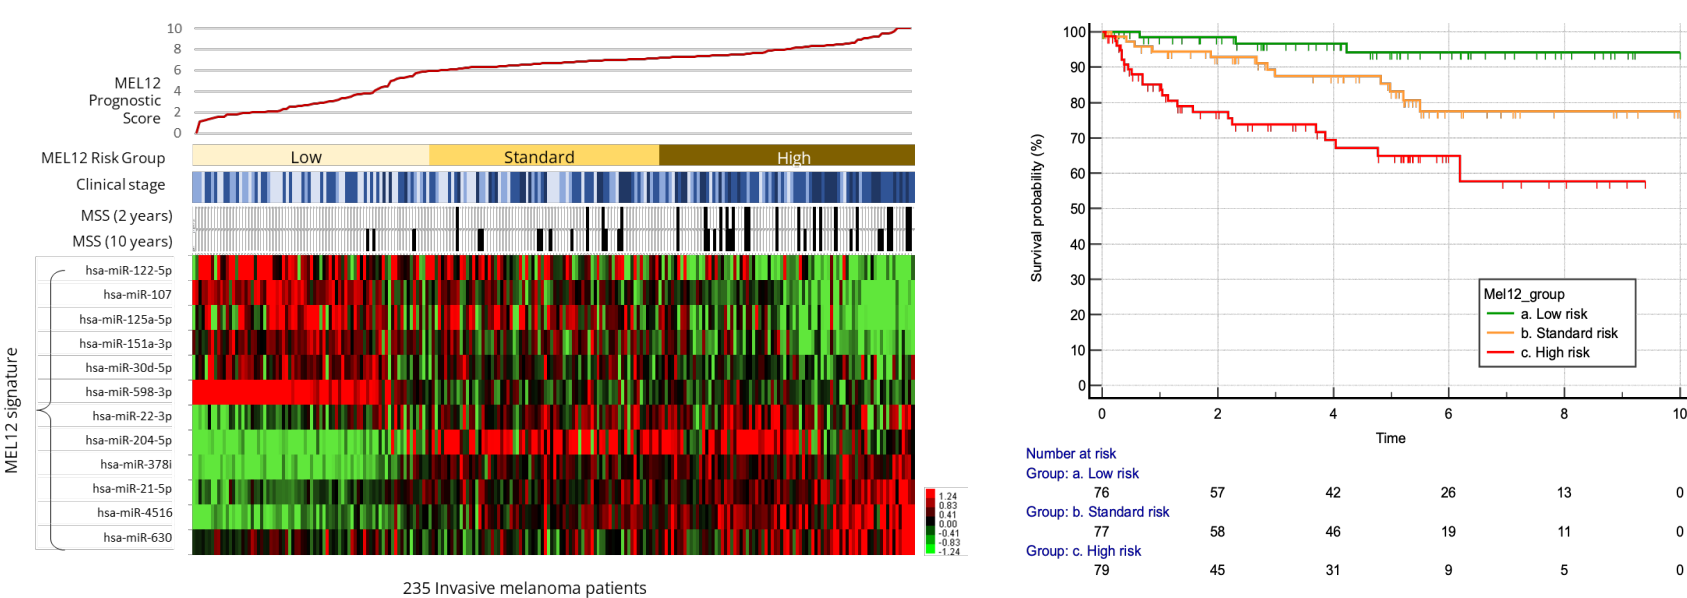 10
8
6
4
2
0
MEL12
Prognostic
Score
MEL12 Risk Group
Low
Standard
High
Clinical stage
MSS (2 years)
MSS (10 years)
MEL12 signature
hsa-miR-122-5p
hsa-miR-107
hsa-miR-125a-5p
hsa-miR-151a-3p
hsa-miR-30d-5p
hsa-miR-598-3p
hsa-miR-22-3p
hsa-miR-204-5p
hsa-miR-378i
hsa-miR-21-5p
hsa-miR-4516
hsa-miR-630
1.24
0.83
0.41
0.00
-0.41
-0.83
-1.24
235 Invasive melanoma patients
Survival probability (%)
100
90
80
70
60
50
40
30
20
10
0
Mel12_group
a. Low risk
b. Standard risk
c. High risk
0 2 4 6 8 10
Time
Number at risk
Group: a. Low risk
76 57 42 26 13 0
Group: b. Standard risk
77 58 46 19 11 0
Group: c. High risk
79 45 31 9 5 0